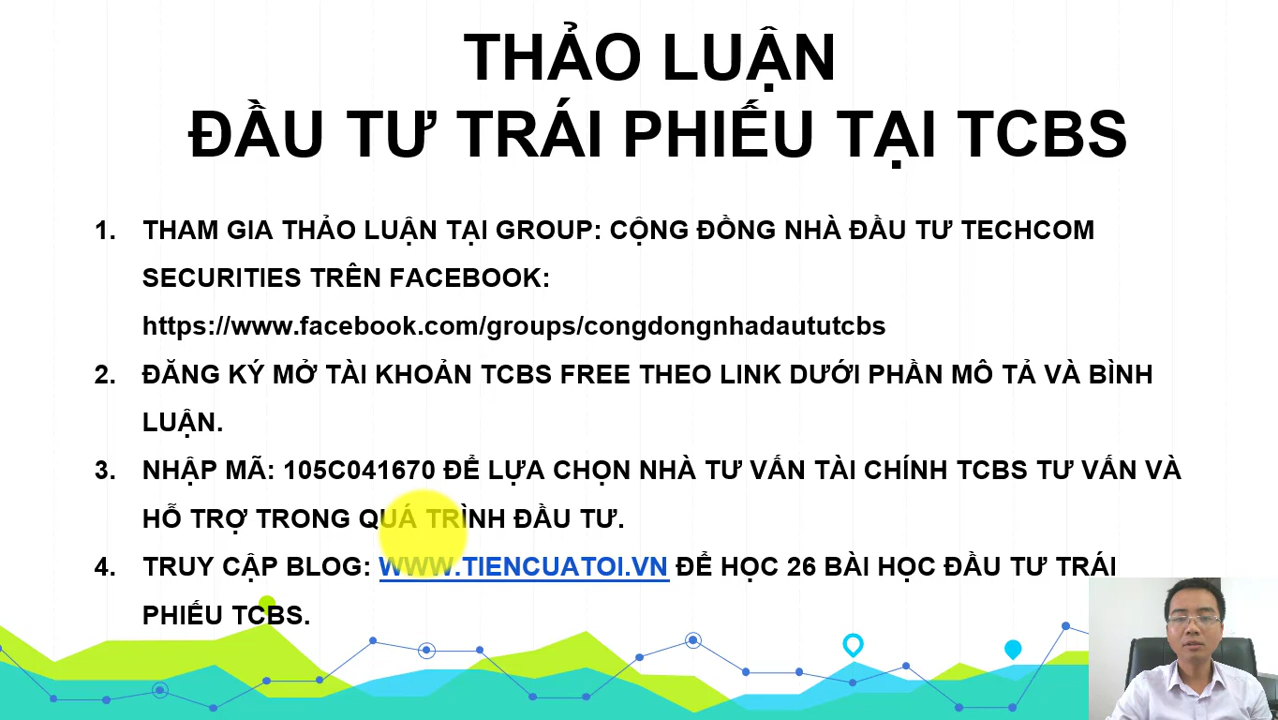 THẢO LUẬN
ĐẦU TƯ TRÁI PHIẾU TẠI TCBS
1. THAM GIA THẢO LUẬN TẠI GROUP: CỘNG ĐỒNG NHÀ ĐẦU TƯ TECHCOM
SECURITIES TRÊN FACEBOOK:
https://www.facebook.com/groups/congdongnhadaututcbs
2. ĐĂNG KÝ MỞ TÀI KHOẢN TCBS FREE THEO LINK DƯỚI PHẦN MÔ TẢ VÀ BÌNH
LUẬN.
3. NHẬP MÃ: 105C041670 ĐỂ LỰA CHỌN NHÀ TƯ VẤN TÀI CHÍNH TCBS TƯ VẤN VÀ
HỖ TRỢ TRONG QUÁ TRÌNH ĐẦU TƯ.
4. TRUY CẬP BLOG: WWW.TIENCUATOI.VN ĐỂ HỌC 26 BÀI HỌC ĐẦU TƯ TRÁI
PHIẾU TCBS.